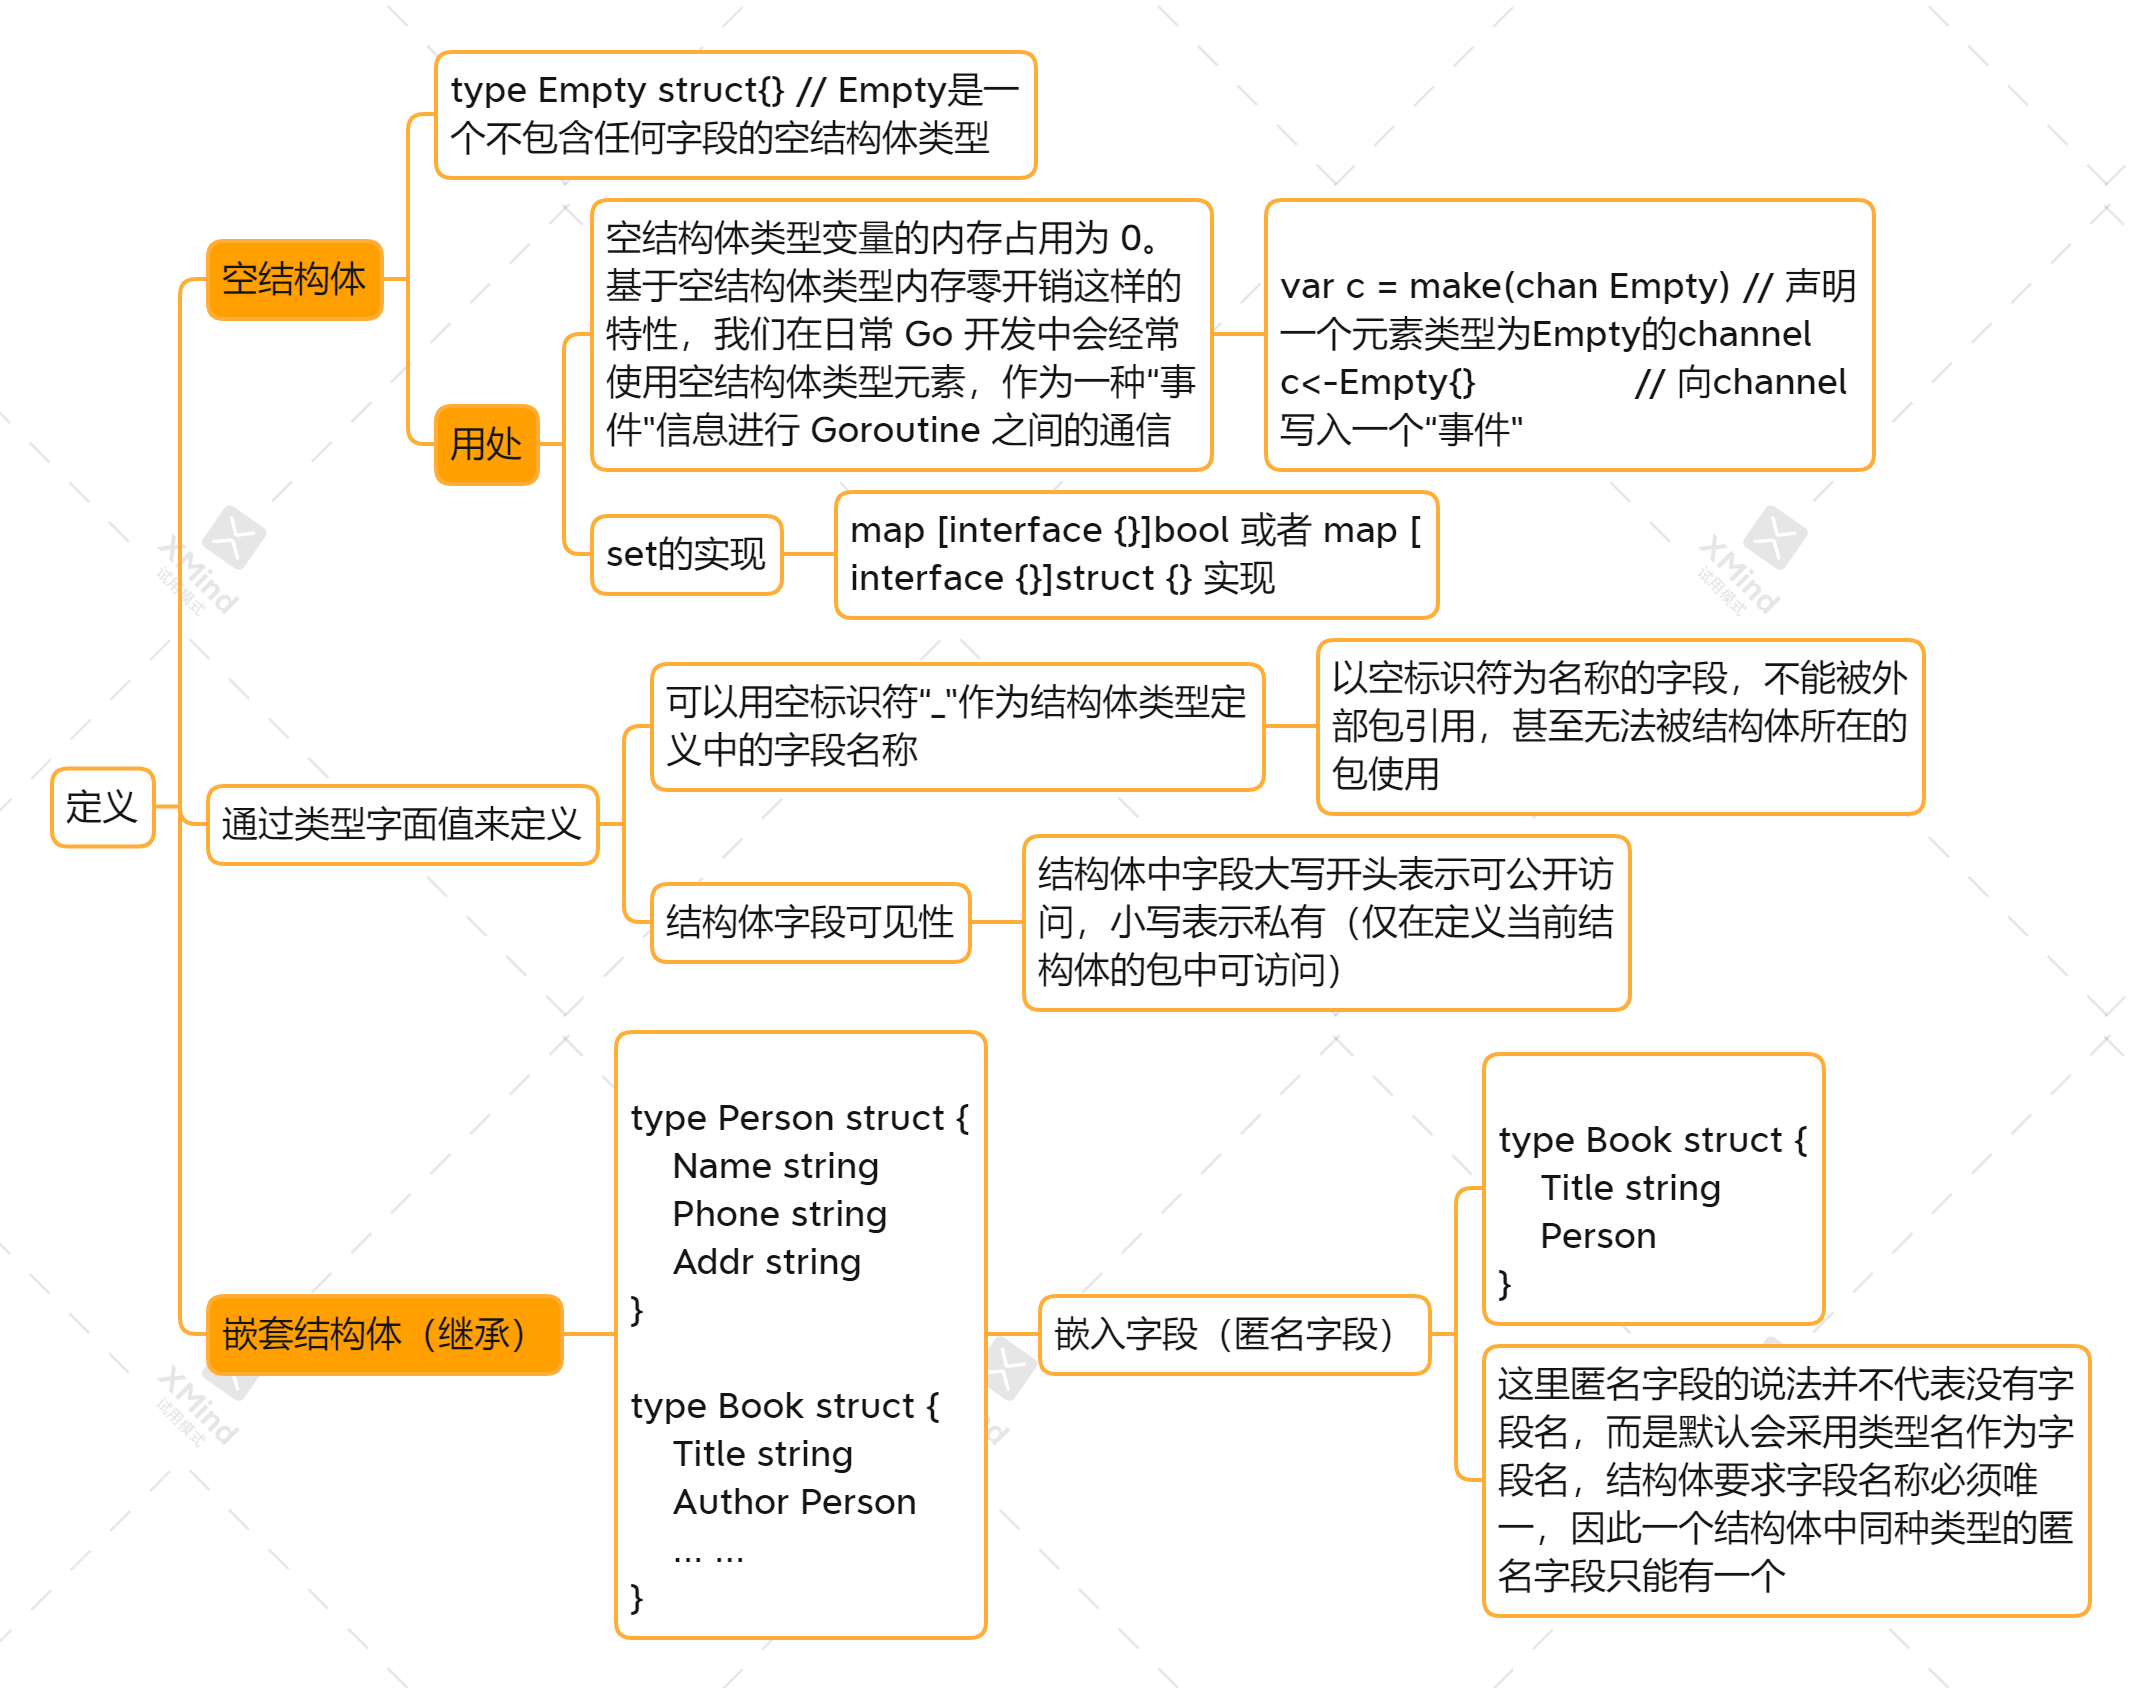 type Empty struct{} // Empty是一
个不包含任何字段的空结构体类型
空结构体
空结构体类型变量的内存占用为 0。
基于空结构体类型内存零开销这样的
特性，我们在日常 Go 开发中会经常
使用空结构体类型元素，作为一种“事
件"信息进行 Goroutine 之间的通信
var c = make(chan Empty) // 声明
一个元素类型为Empty的channel
c<-Empty{} // 向channel
写入一个“事件"
用处
set的实现
map [interface {}]bool 或者 map [
interface {}]struct {} 实现
定义
通过类型字面值来定义
可以用空标识符“_"作为结构体类型定
义中的字段名称
以空标识符为名称的字段，不能被外
部包引用，甚至无法被结构体所在的
包使用
结构体字段可见性
结构体中字段大写开头表示可公开访
问，小写表示私有（仅在定义当前结
构体的包中可访问）
嵌套结构体（继承）
type Person struct {
Name string
Phone string
Addr string
}
type Book struct {
Title string
Author Person
... ...
}
嵌入字段（匿名字段）
type Book struct {
Title string
Person
}
这里匿名字段的说法并不代表没有字
段名，而是默认会采用类型名作为字
段名，结构体要求字段名称必须唯
一，因此一个结构体中同种类型的匿
名字段只能有一个
XMind
试用模式
XMind
试用模式
XMind
试用模式